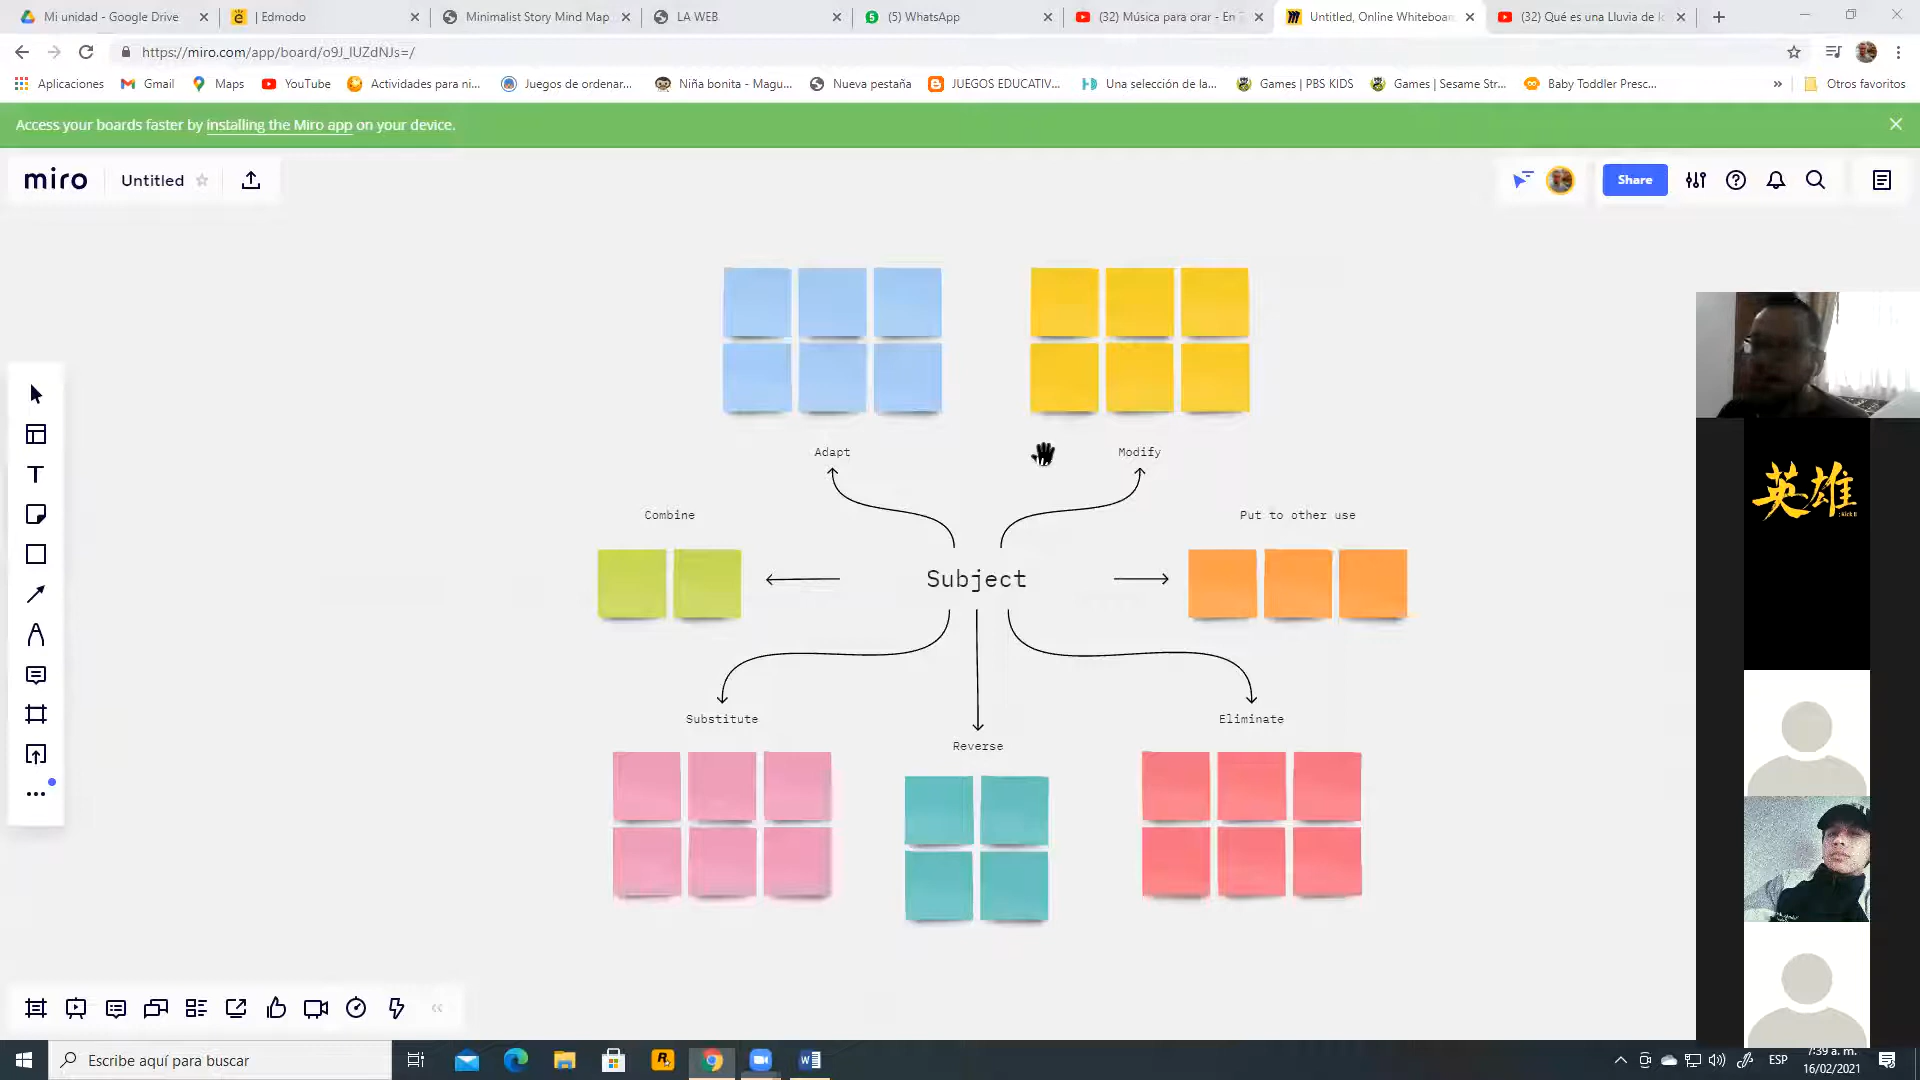 Mi unidad - Google Drive
| Edmodo
Minimalist Story Mind Map
LA WEB
(5) WhatsApp
(32) Música para orar - En
Untitled, Online Whiteboar
(32) Qué es una Lluvia de
https://miro.com/app/board/o9J_lUZdNJs=/
Aplicaciones
Gmail
Maps
YouTube
Actividades para ni...
Juegos de ordenar...
Niña bonita - Magu...
Nueva pestaña
JUEGOS EDUCATIV...
Una selección de la...
Games | PBS KIDS
Games | Sesame Str...
Baby Toddler Presc...
»
Otros favoritos
Access your boards faster by installing the Miro app on your device.
miro
Untitled
Share
Adapt
Modify
Combine
Put to other use
Subject
Substitute
Eliminate
Reverse
英雄
Escribe aquí para buscar
ESP
7:39 a. m.
16/02/2021